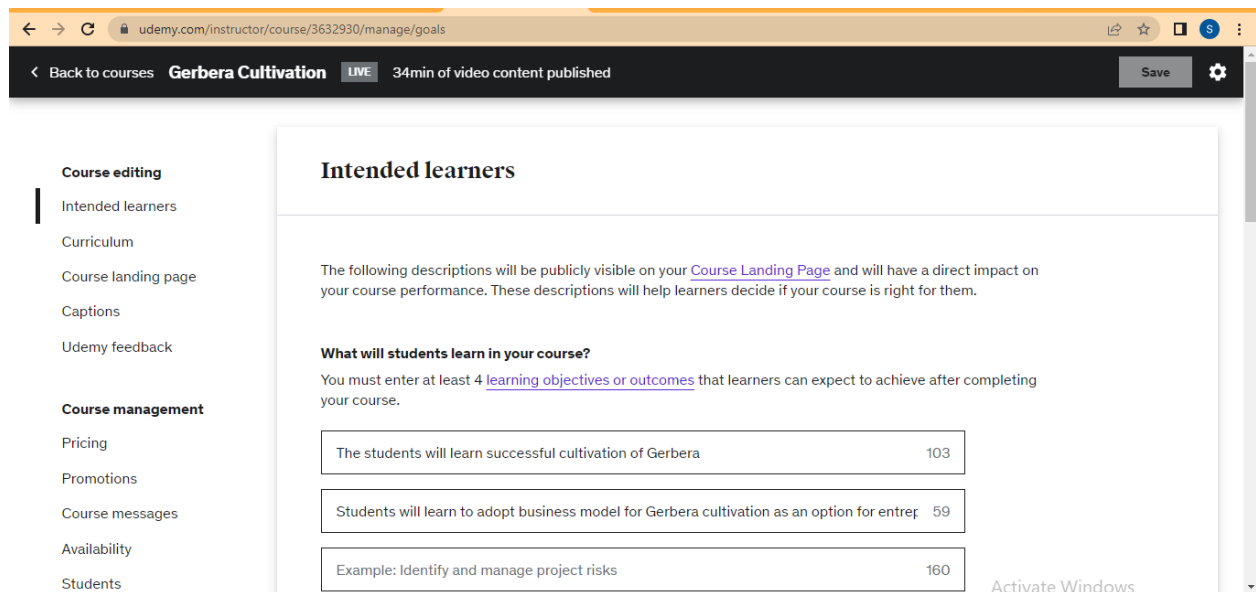 udemy.com/instructor/course/3632930/manage/goals
S
Back to courses Gerbera Cultivation LIVE 34min of video content published
Save
Course editing
Intended learners
Curriculum
Course landing page
Captions
Udemy feedback
Course management
Pricing
Promotions
Course messages
Availability
Students
Intended learners
The following descriptions will be publicly visible on your Course Landing Page and will have a direct impact on
your course performance. These descriptions will help learners decide if your course is right for them.
What will students learn in your course?
You must enter at least 4 learning objectives or outcomes that learners can expect to achieve after completing
your course.
The students will learn successful cultivation of Gerbera 103
Students will learn to adopt business model for Gerbera cultivation as an option for entrep 59
Example: Identify and manage project risks 160
Activate Windows